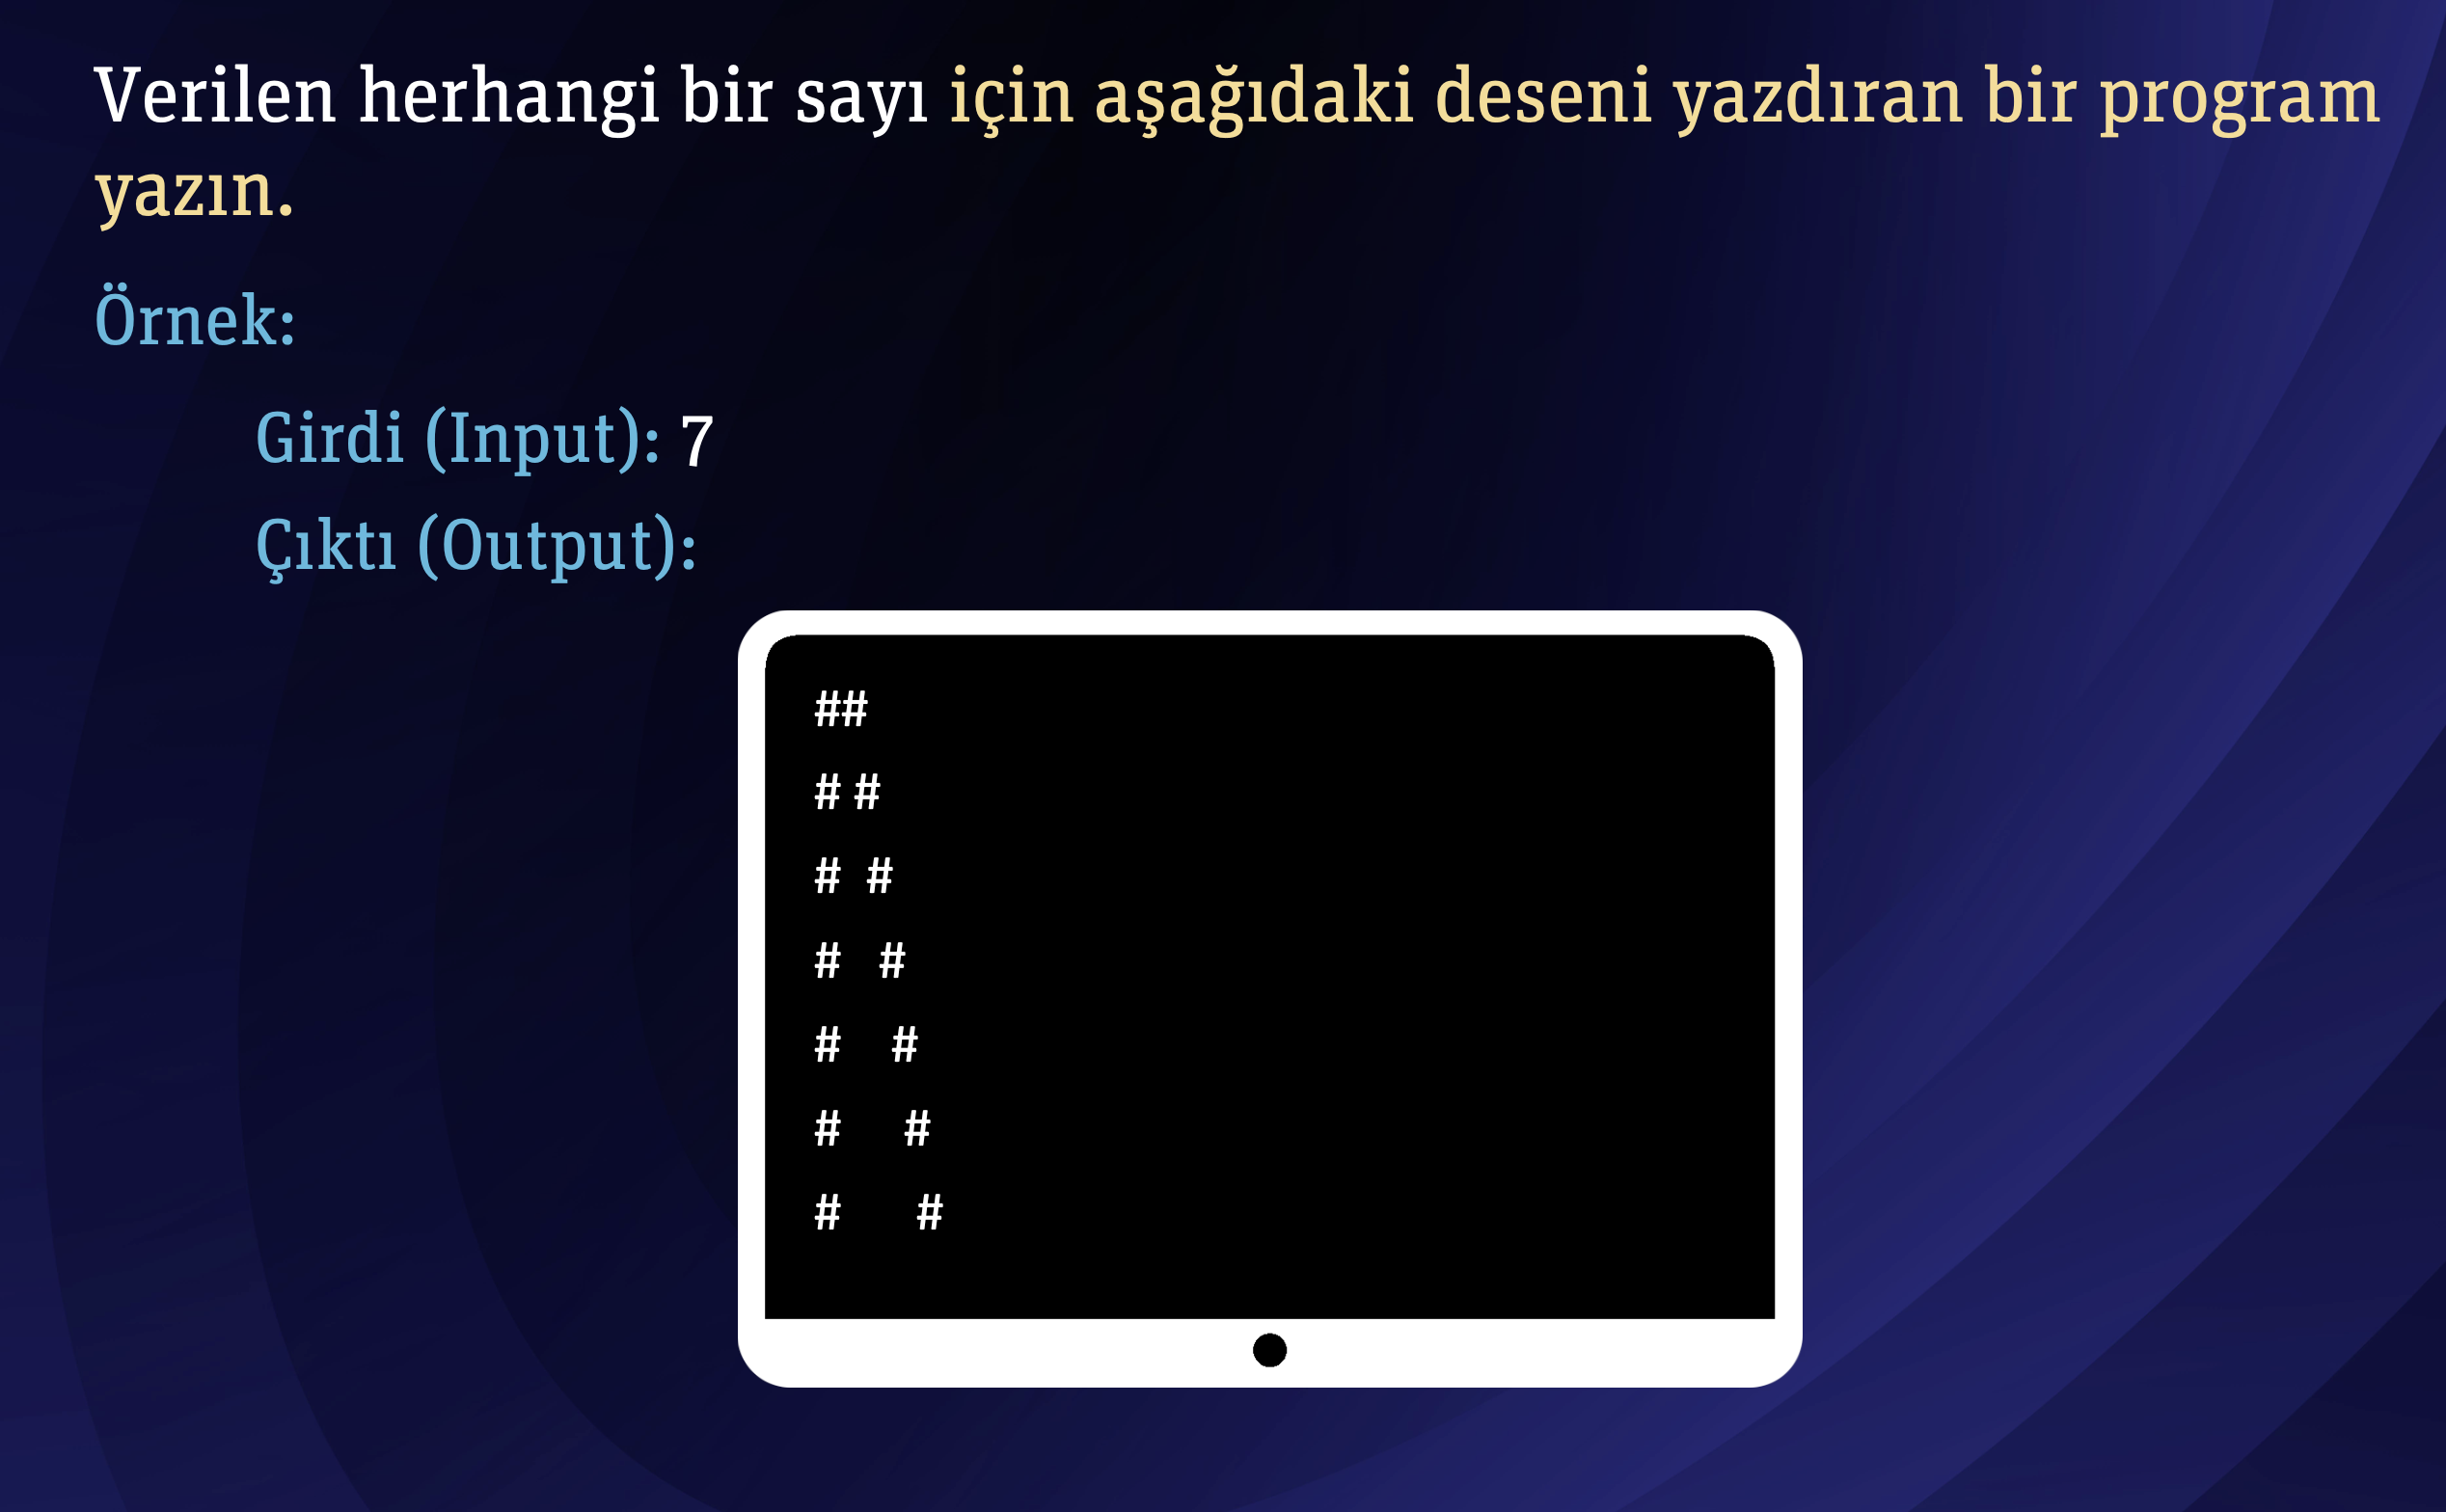 Verilen herhangi bir sayı için aşağıdaki deseni yazdıran bir program
yazın.
Örnek:
Girdi (Input): 7
Çıktı (Output):
##
# #
#  #
#   #
#    #
#     #
#      #